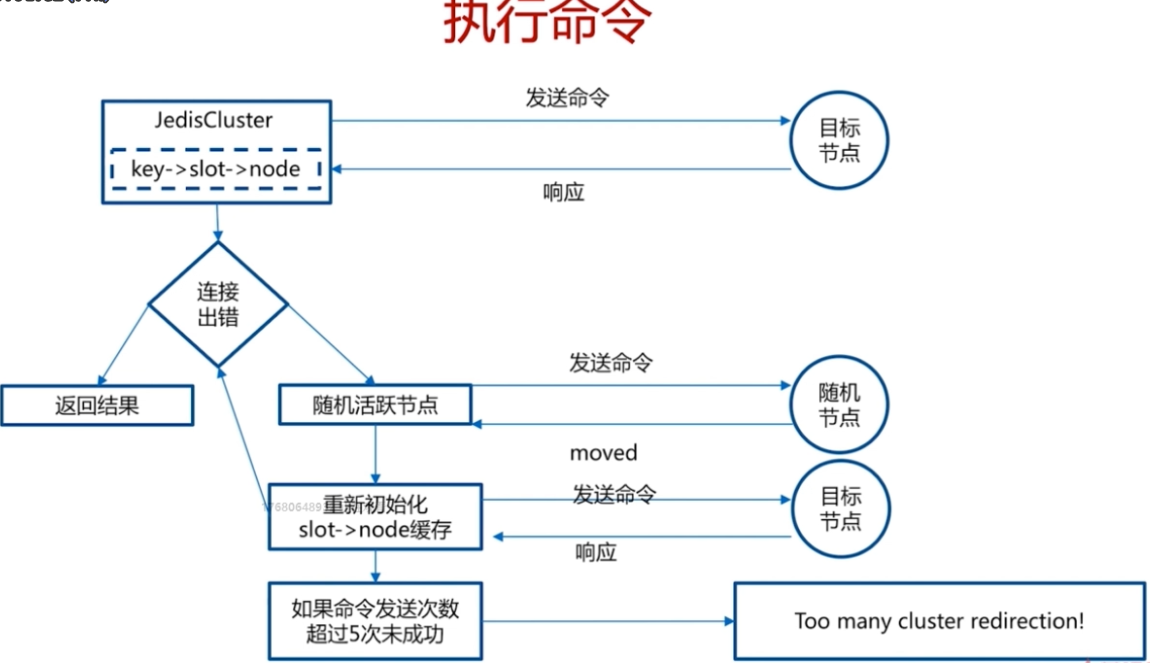 执行命令
JedisCluster
key->slot->node
发送命令
响应
目标
节点
连接
出错
返回结果
随机活跃节点
发送命令
moved
随机
节点
重新初始化
slot->node缓存
发送命令
响应
目标
节点
如果命令发送次数
超过5次未成功
Too many cluster redirection!